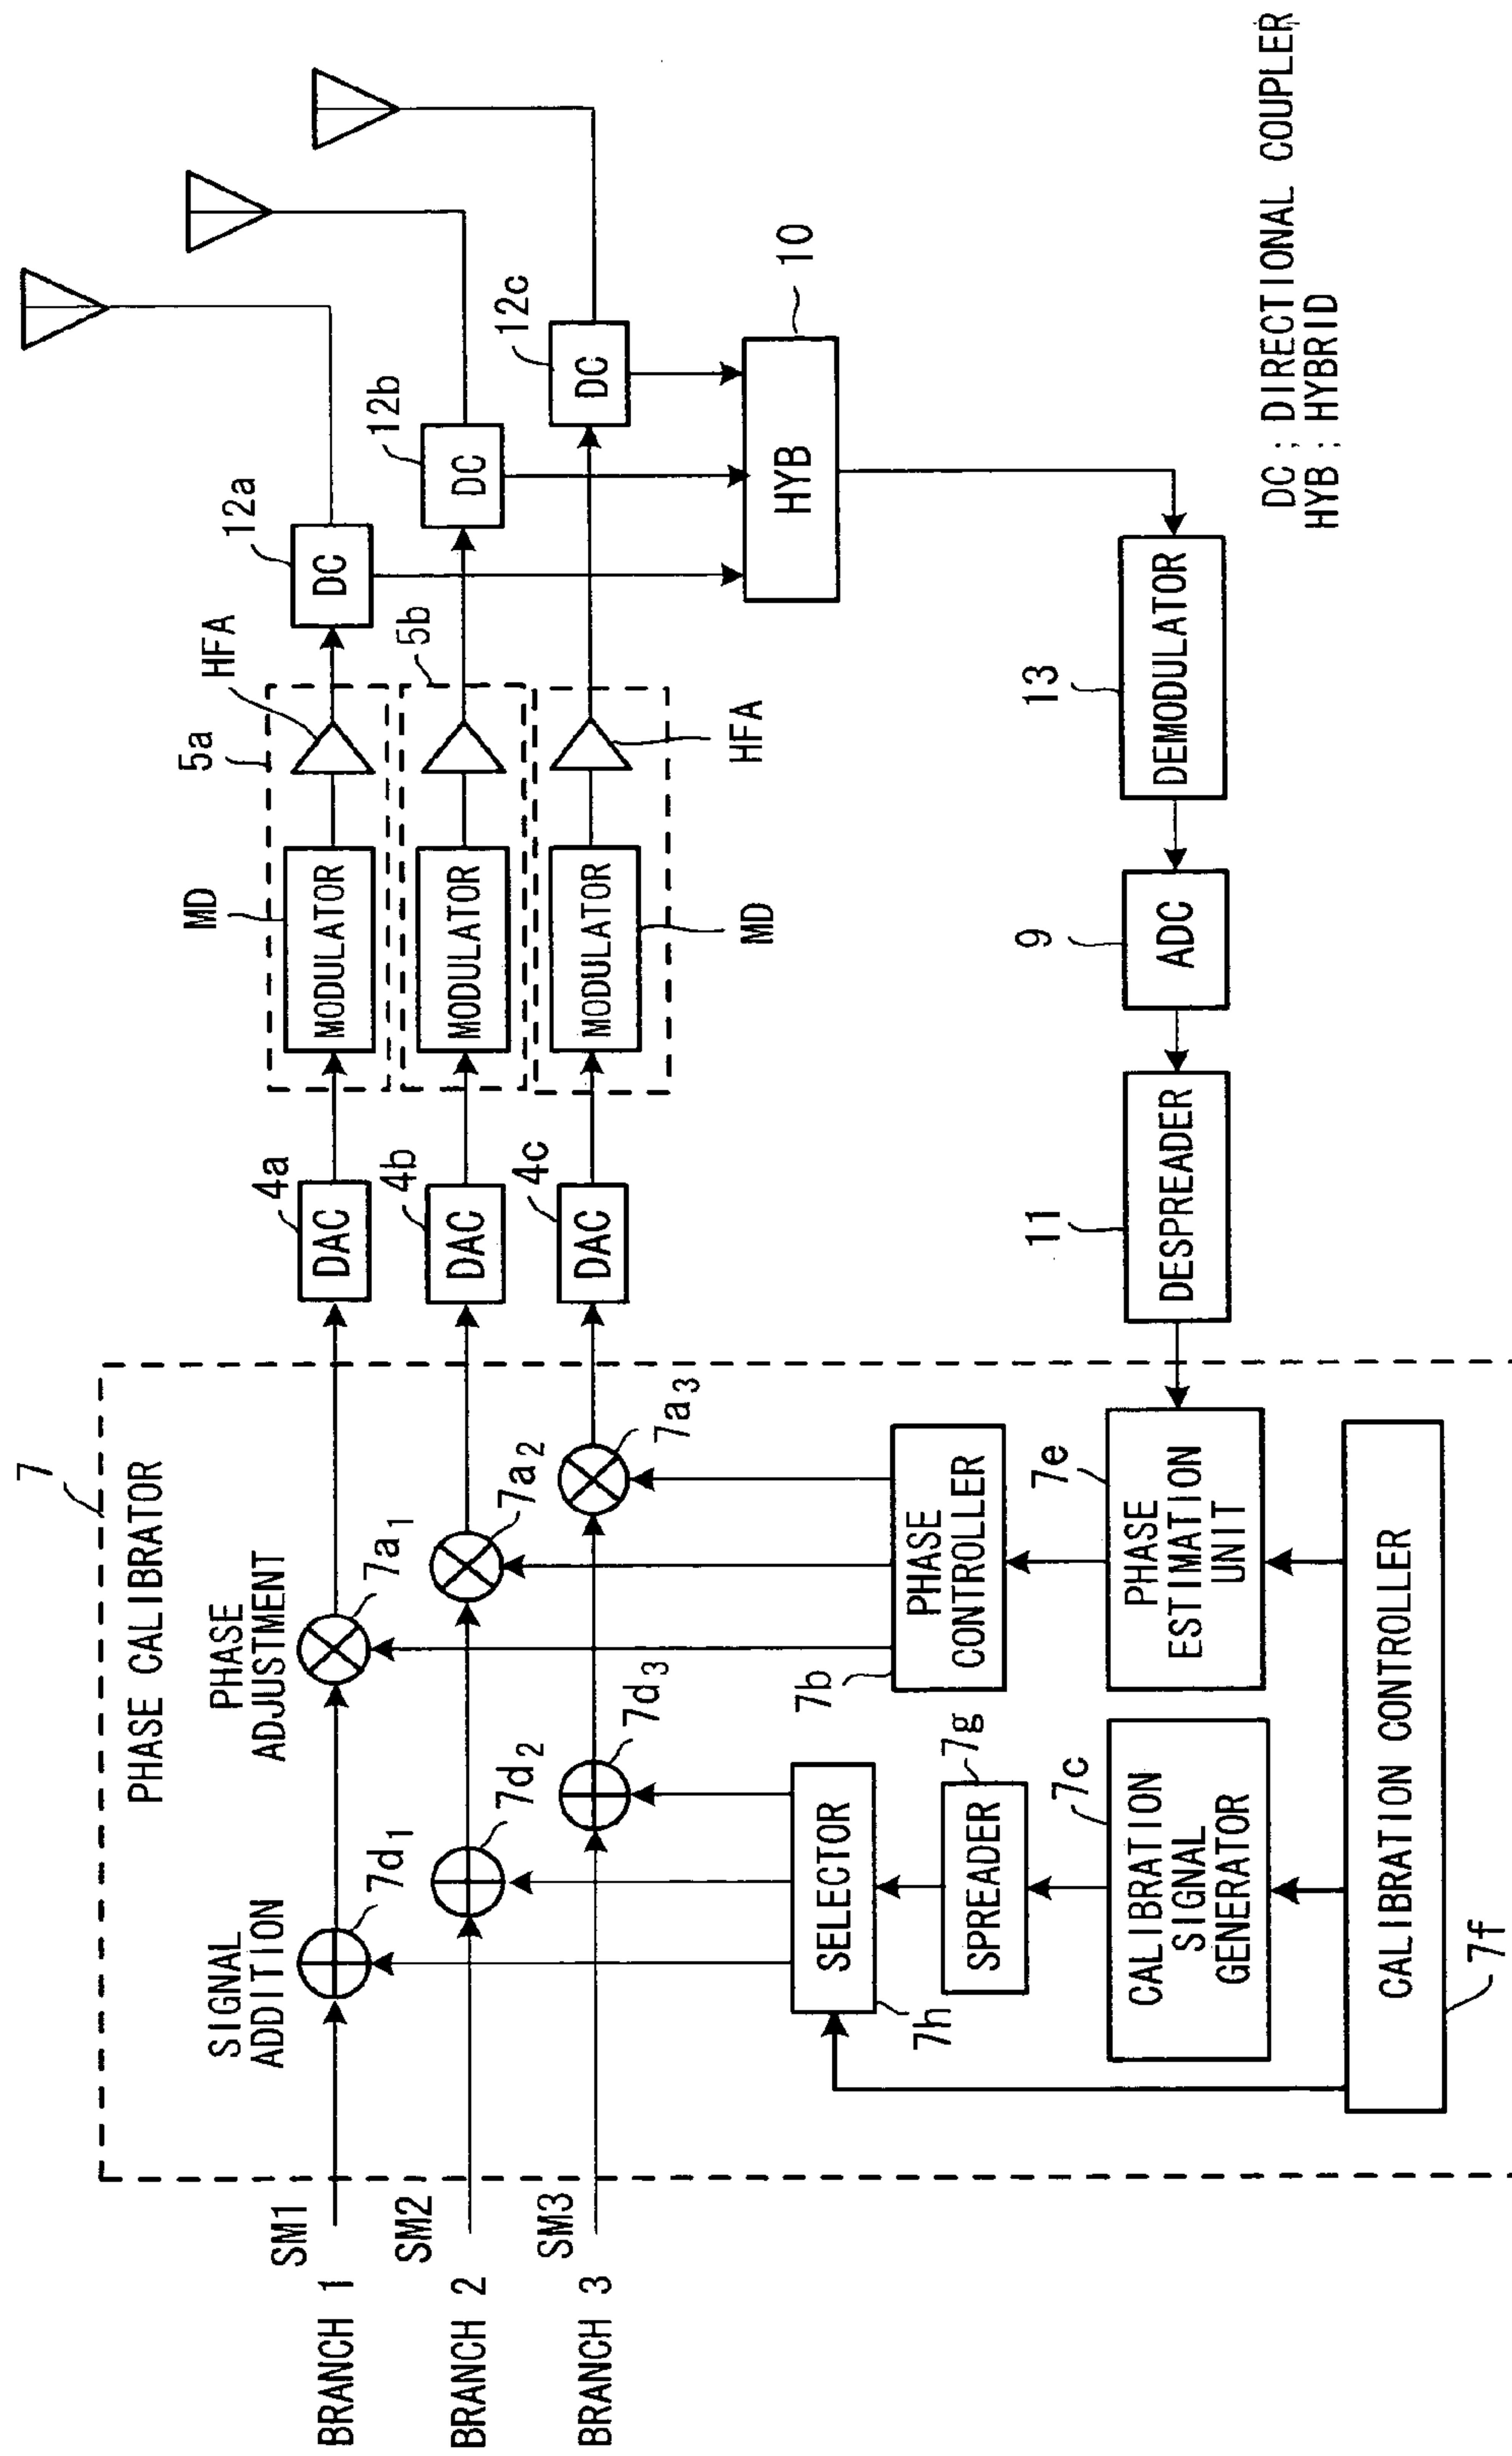 7
PHASE CALIBRATOR
SIGNAL
ADDITION
PHASE
ADJUSTMENT
SM1
BRANCH 1
SM2
BRANCH 2
SM3
BRANCH 3
7d1
7d2
7d3
7a1
7a2
7a3
4a
DAC
4b
DAC
4c
DAC
5a
5b
MD
MODULATOR
MODULATOR
MODULATOR
MD
HFA
HFA
12a
DC
12b
DC
12c
DC
HYB
10
SELECTOR
7h
SPREADER
7g
CALIBRATION
SIGNAL
GENERATOR
7c
PHASE
CONTROLLER
7b
PHASE
ESTIMATION
UNIT
7e
CALIBRATION CONTROLLER
7f
11
DESPREADER
9
ADC
13
DEMODULATOR
DC ; DIRECTIONAL COUPLER
HYB ; HYBRID